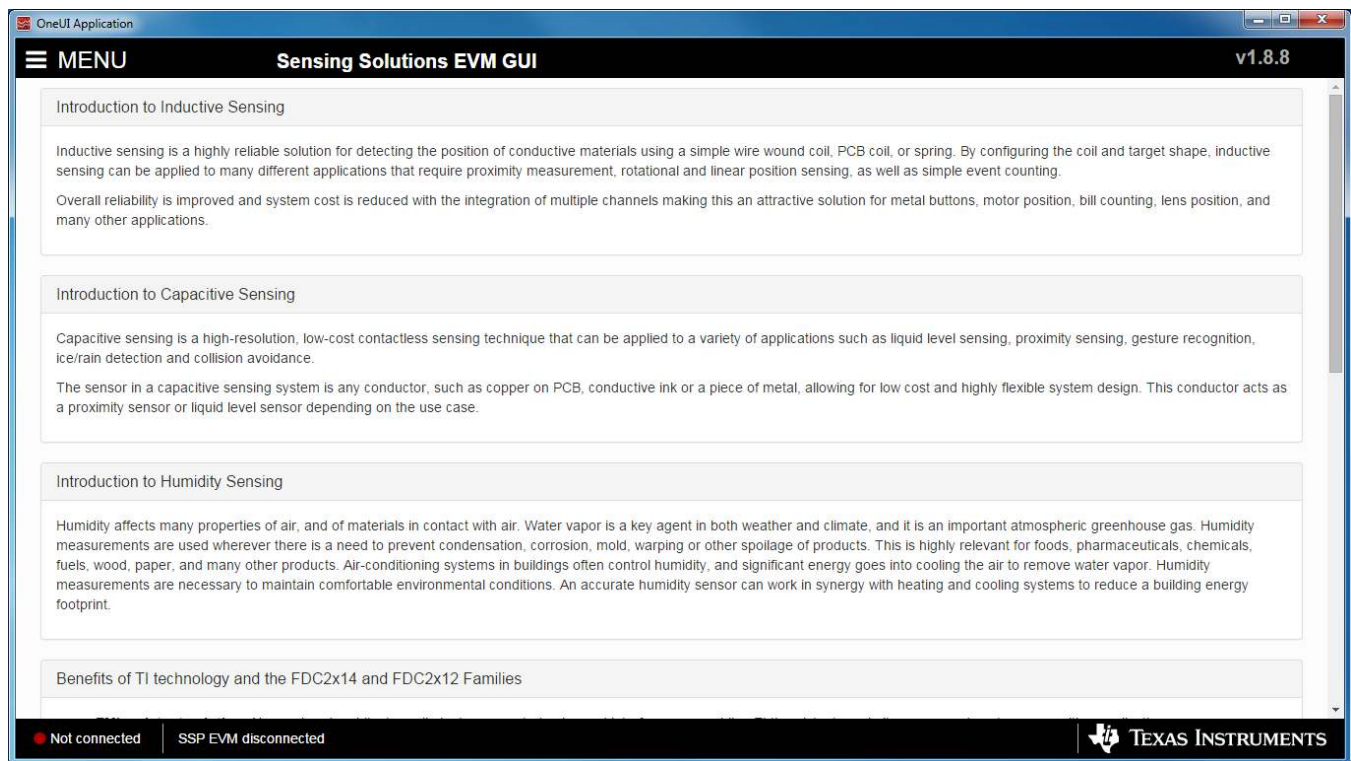 OneUI Application
MENU
Sensing Solutions EVM GUI
v1.8.8
Introduction to Inductive Sensing
Inductive sensing is a highly reliable solution for detecting the position of conductive materials using a simple wire wound coil, PCB coil, or spring. By configuring the coil and target shape, inductive
sensing can be applied to many different applications that require proximity measurement, rotational and linear position sensing, as well as simple event counting.
Overall reliability is improved and system cost is reduced with the integration of multiple channels making this an attractive solution for metal buttons, motor position, bill counting, lens position, and
many other applications.
Introduction to Capacitive Sensing
Capacitive sensing is a high-resolution, low-cost contactless sensing technique that can be applied to a variety of applications such as liquid level sensing, proximity sensing, gesture recognition,
ice/rain detection and collision avoidance.
The sensor in a capacitive sensing system is any conductor, such as copper on PCB, conductive ink or a piece of metal, allowing for low cost and highly flexible system design. This conductor acts as
a proximity sensor or liquid level sensor depending on the use case.
Introduction to Humidity Sensing
Humidity affects many properties of air, and of materials in contact with air. Water vapor is a key agent in both weather and climate, and it is an important atmospheric greenhouse gas. Humidity
measurements are used wherever there is a need to prevent condensation, corrosion, mold, warping or other spoilage of products. This is highly relevant for foods, pharmaceuticals, chemicals,
fuels, wood, paper, and many other products. Air-conditioning systems in buildings often control humidity, and significant energy goes into cooling the air to remove water vapor. Humidity
measurements are necessary to maintain comfortable environmental conditions. An accurate humidity sensor can work in synergy with heating and cooling systems to reduce a building energy
footprint.
Benefits of TI technology and the FDC2x14 and FDC2x12 Families
Not connected
SSP EVM disconnected
TEXAS INSTRUMENTS